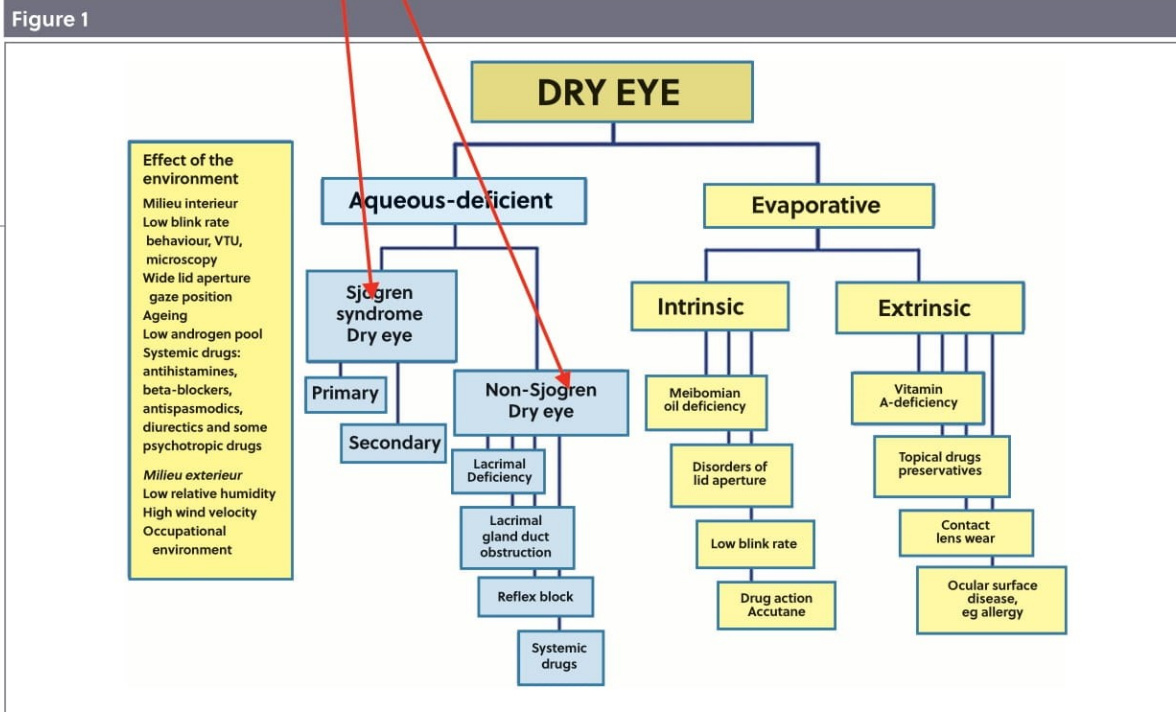 Figure 1
DRY EYE
Effect of the
environment
Milieu interieur
Low blink rate
behaviour, VTU,
microscopy
Wide lid aperture
gaze position
Ageing
Low androgen pool
Systemic drugs:
antihistamines,
beta-blockers,
antispasmodics,
diurectics and some
psychotropic drugs
Milieu exterieur
Low relative humidity
High wind velocity
Occupational
environment
Aqueous-deficient
Sjogren
syndrome
Dry eye
Primary
Secondary
Non-Sjogren
Dry eye
Lacrimal
Deficiency
Lacrimal
gland duct
obstruction
Reflex block
Systemic
drugs
Evaporative
Intrinsic
Meibomian
oil deficiency
Disorders of
lid aperture
Low blink rate
Drug action
Accutane
Extrinsic
Vitamin
A-deficiency
Topical drugs
preservatives
Contact
lens wear
Ocular surface
disease,
eg allergy